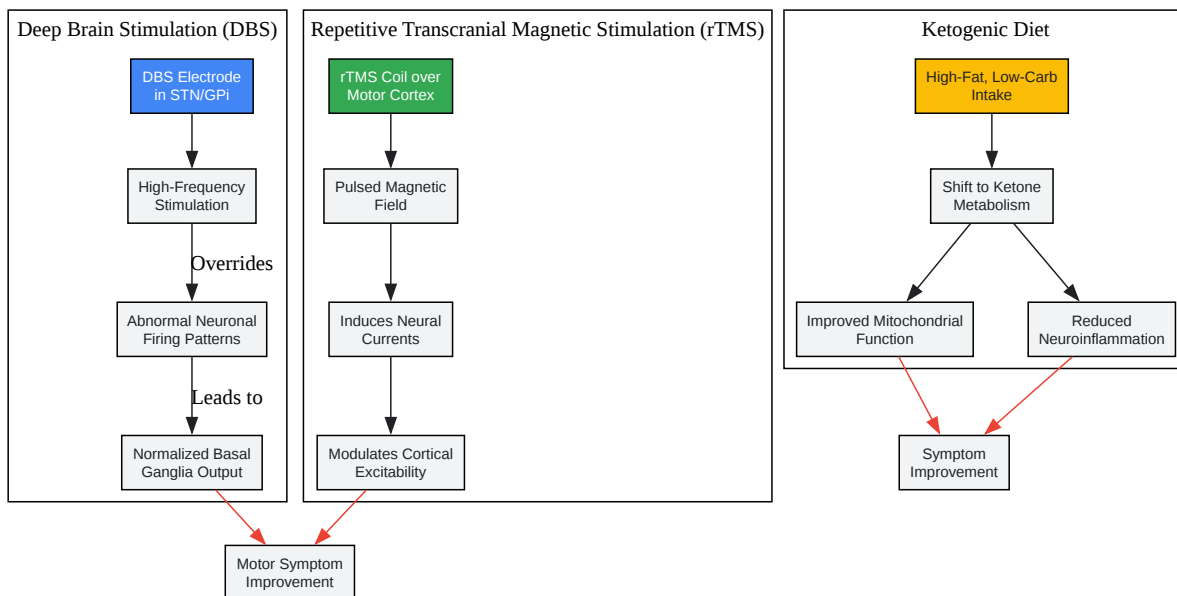 Deep Brain Stimulation (DBS)
DBS Electrode
in STN/GPi
High-Frequency
Stimulation
Overrides
Abnormal Neuronal
Firing Patterns
Leads to
Normalized Basal
Ganglia Output
Repetitive Transcranial Magnetic Stimulation (rTMS)
rTMS Coil over
Motor Cortex
Pulsed Magnetic
Field
Induces Neural
Currents
Modulates Cortical
Excitability
Motor Symptom
Improvement
Ketogenic Diet
High-Fat, Low-Carb
Intake
Shift to Ketone
Metabolism
Improved Mitochondrial
Function
Reduced
Neuroinflammation
Symptom
Improvement